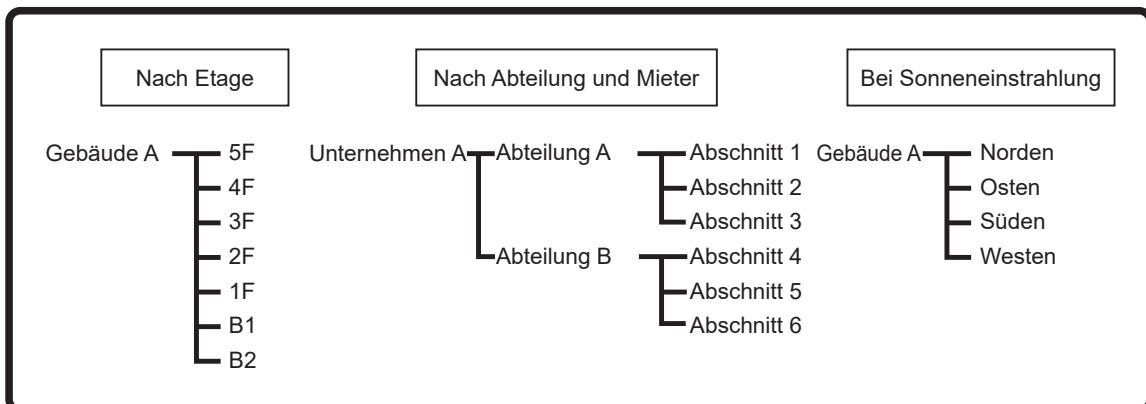 Nach Etage
Gebäude A
5F
4F
3F
2F
1F
B1
B2
Nach Abteilung und Mieter
Unternehmen A
Abteilung A
Abschnitt 1
Abschnitt 2
Abschnitt 3
Abteilung B
Abschnitt 4
Abschnitt 5
Abschnitt 6
Bei Sonneneinstrahlung
Gebäude A
Norden
Osten
Süden
Westen